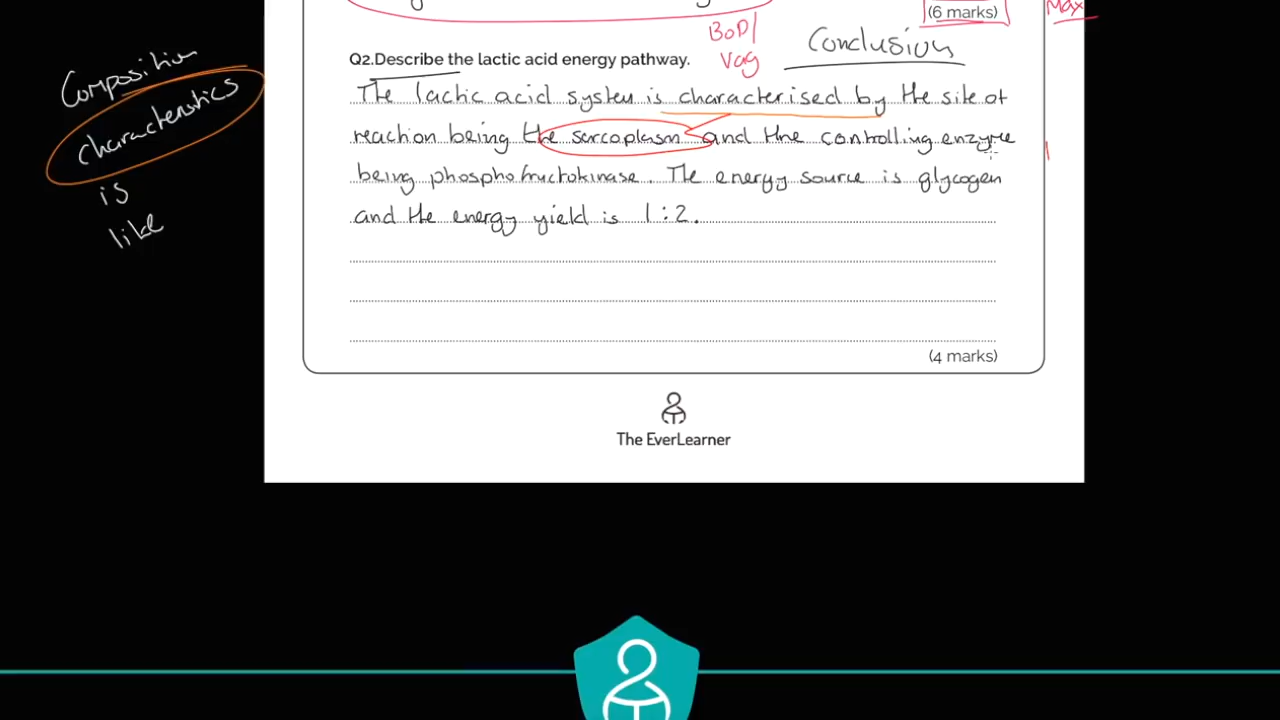 (6 marks)
Max
BOD/
Vag
Conclusion
Q2.Describe the lactic acid energy pathway.
The lactic acid system is characterised by the site of
reaction being the sarcoplasm and the controlling enzyme
being phosphofructokinase. The energy source is glycogen
and the energy yield is 1:2.
(4 marks)
The EverLearner
Composition
characteristics
is
like
1